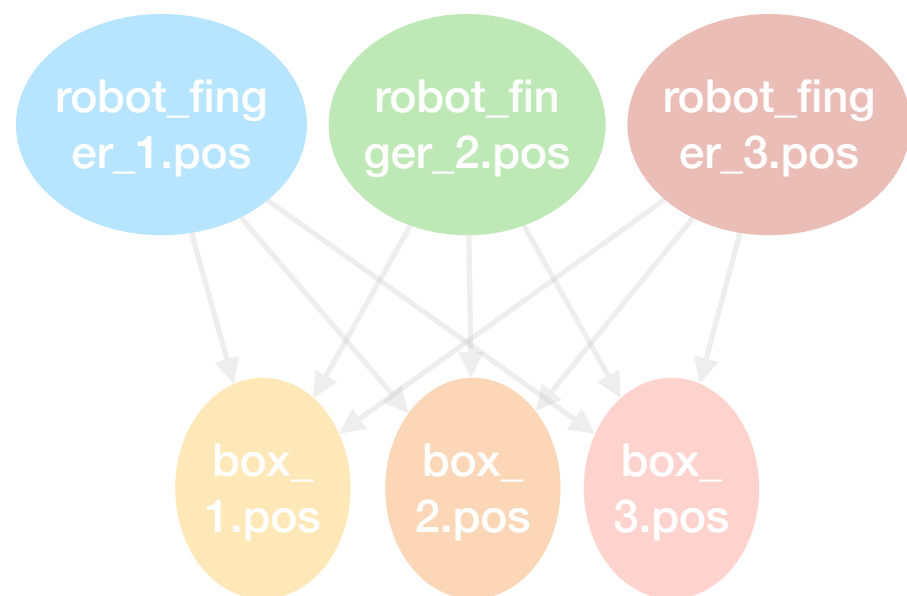 robot_fing
er_1.pos
robot_fin
ger_2.pos
robot_fing
er_3.pos
box_
1.pos
box_
2.pos
box_
3.pos